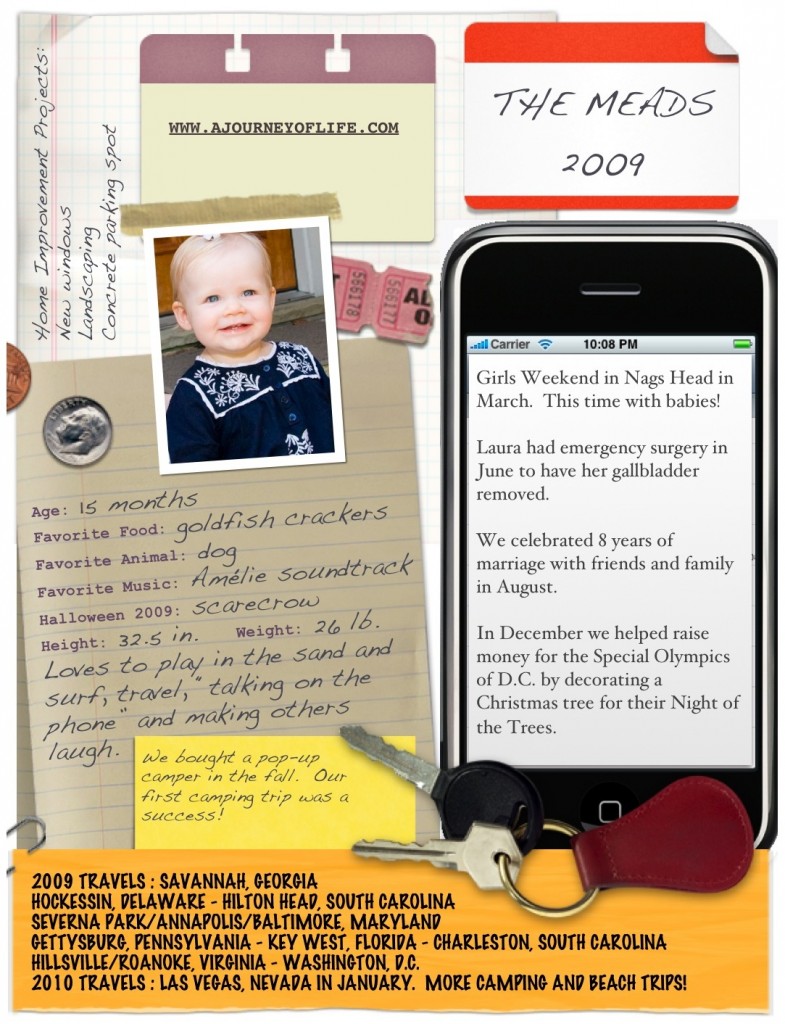 Home Improvement Projects:
New windows
Landscaping
Concrete parking spot
WWW.AJOURNEYOFLIFE.COM
THE MEADS
2009
566178
566179
AL
O
LIBERTY
Carrier
10:08 PM
Girls Weekend in Nags Head in
March. This time with babies!
Laura had emergency surgery in
June to have her gallbladder
removed.
We celebrated 8 years of
marriage with friends and family
in August.
In December we helped raise
money for the Special Olympics
of D.C. by decorating a
Christmas tree for their Night of
the Trees.
Age: 15 months
Favorite Food: goldfish crackers
Favorite Animal: dog
Favorite Music: Amélie soundtrack
Halloween 2009: scarecrow
Height: 32.5 in. Weight: 26 lb.
Loves to play in the sand and
surf, travel, "talking on the
phone" and making others
laugh.
We bought a pop-up
camper in the fall. Our
first camping trip was a
success!
2009 TRAVELS : SAVANNAH, GEORGIA
HOCKESSIN, DELAWARE - HILTON HEAD, SOUTH CAROLINA
SEVERNA PARK/ANNAPOLIS/BALTIMORE, MARYLAND
GETTYSBURG, PENNSYLVANIA - KEY WEST, FLORIDA - CHARLESTON, SOUTH CAROLINA
HILLSVILLE/ROANOKE, VIRGINIA - WASHINGTON, D.C.
2010 TRAVELS : LAS VEGAS, NEVADA IN JANUARY. MORE CAMPING AND BEACH TRIPS!